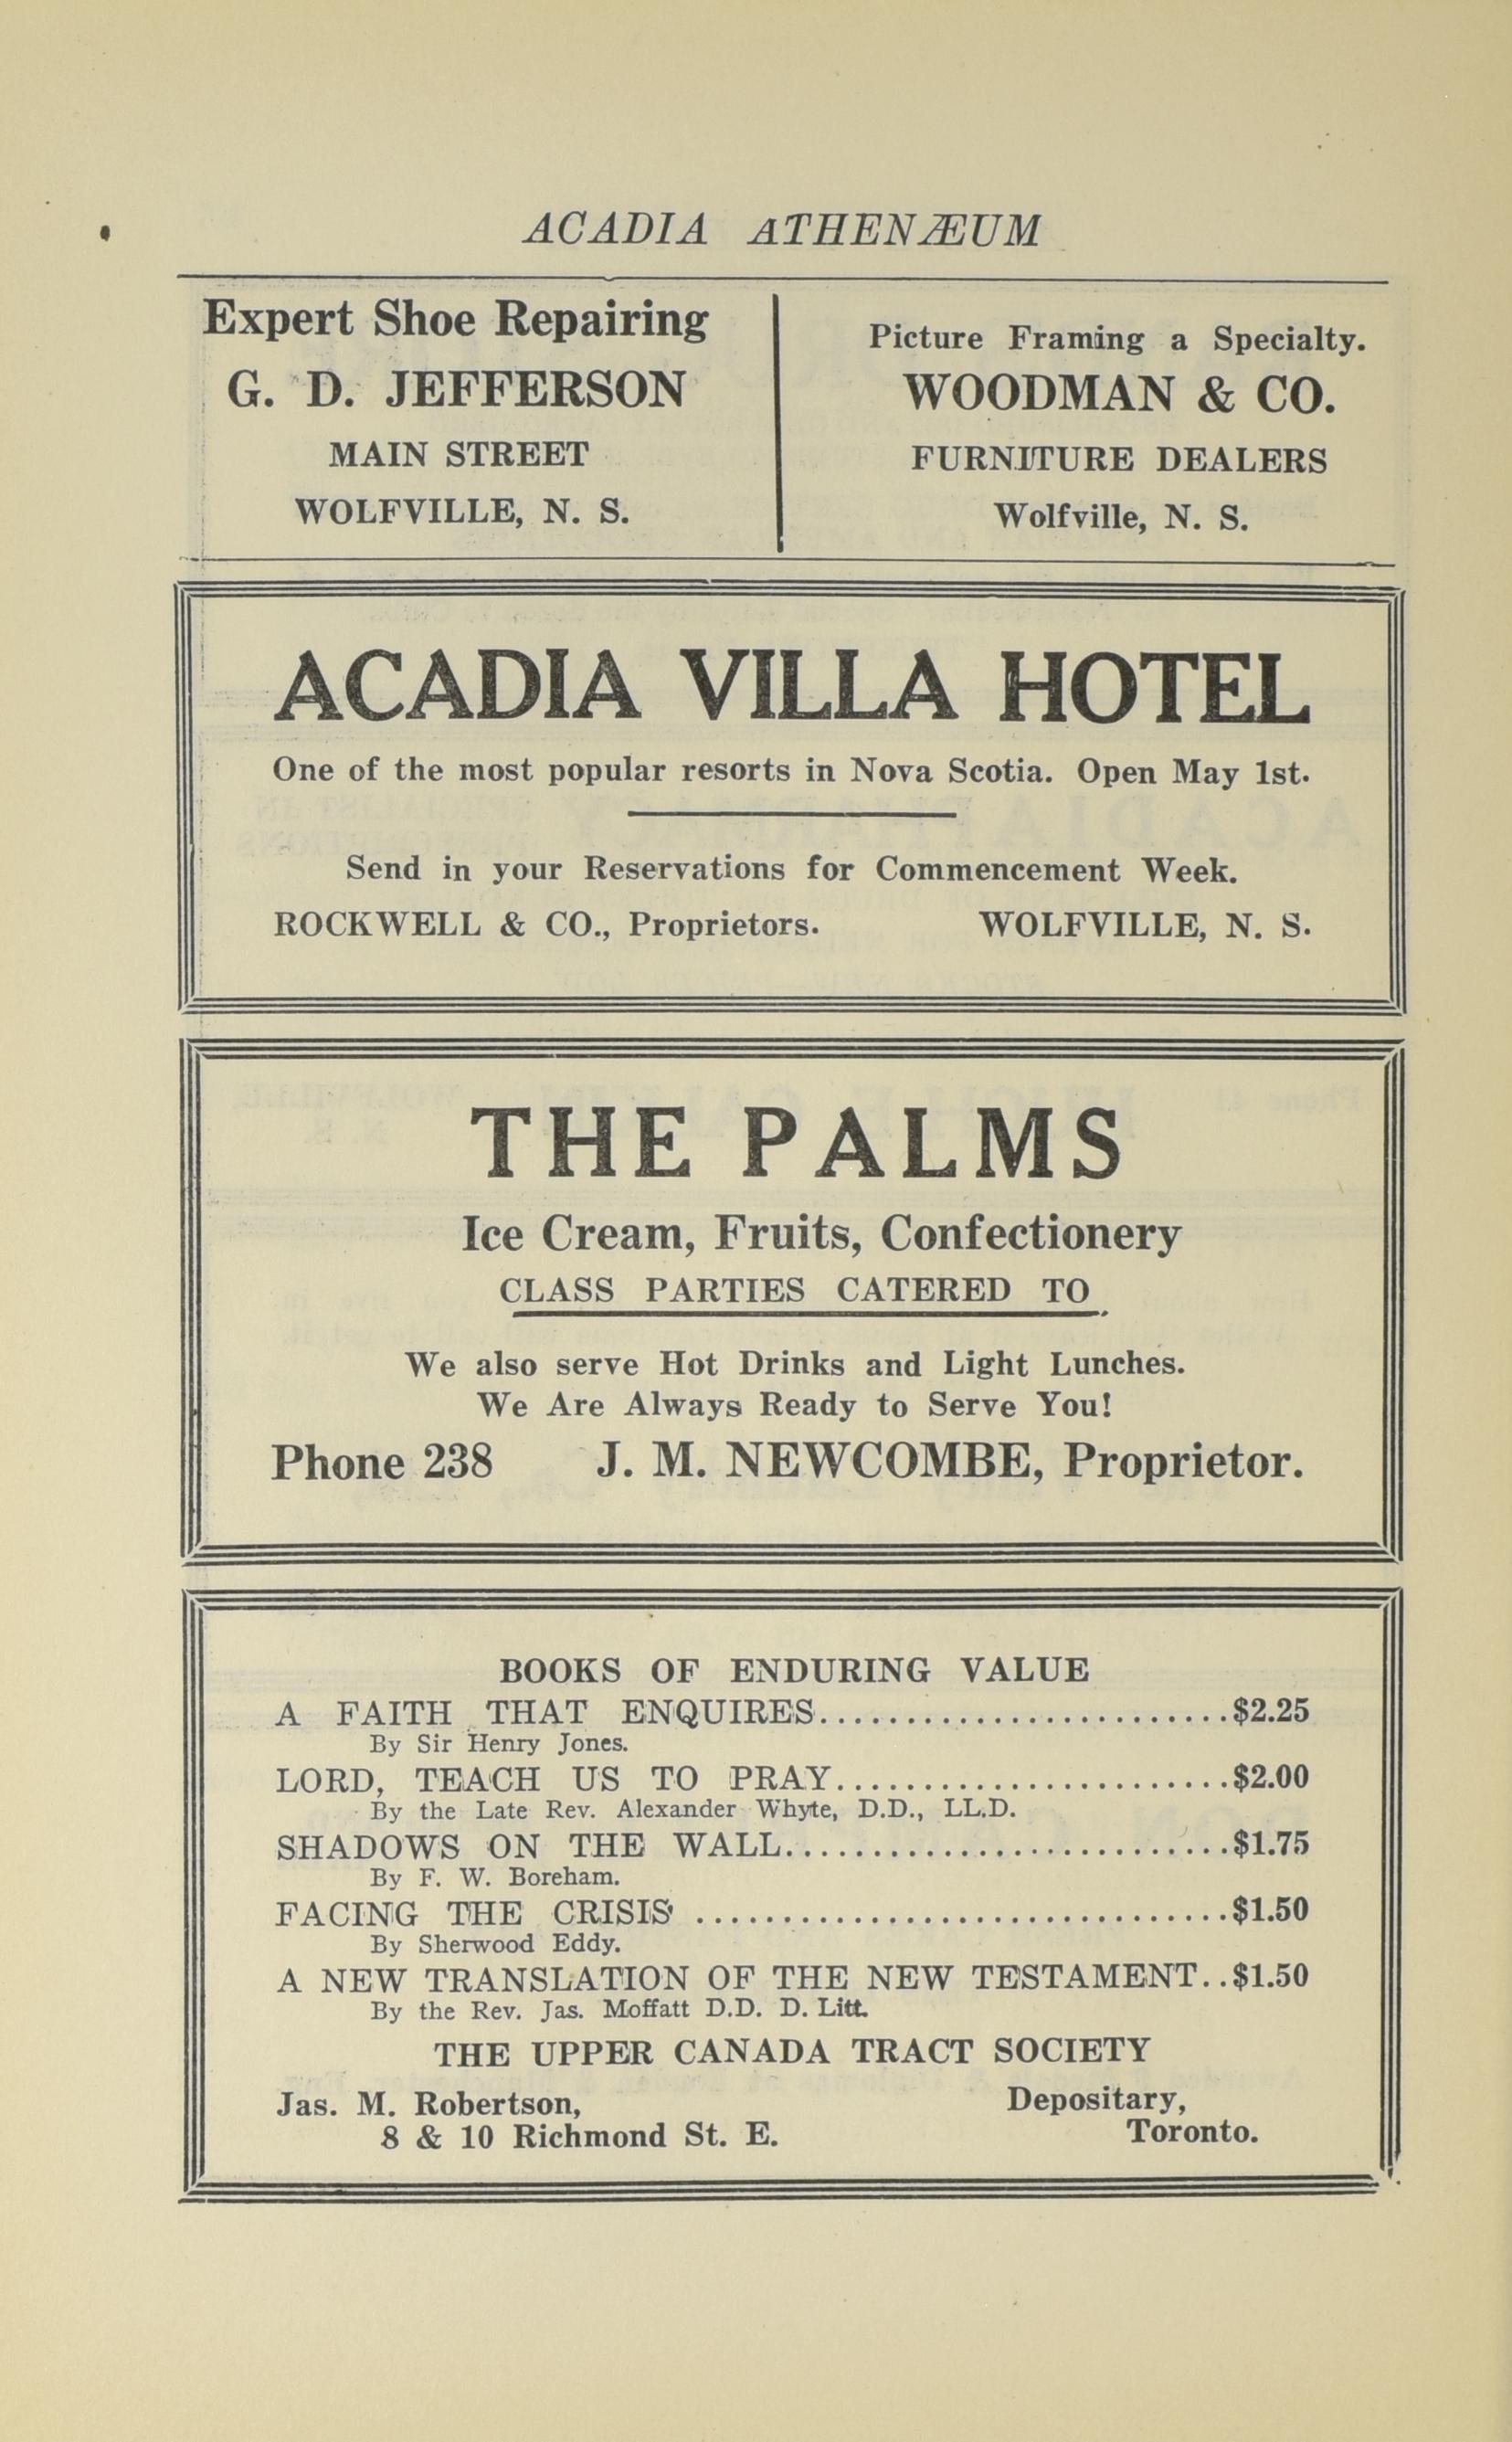 ACADIA ATHENÆUM
Expert Shoe Repairing
G. D. JEFFERSON
MAIN STREET
WOLFVILLE, N. S.
Picture Framing a Specialty.
WOODMAN & CO.
FURNITURE DEALERS
Wolfville, N. S.
ACADIA VILLA HOTEL
One of the most popular resorts in Nova Scotia. Open May 1st.
Send in your Reservations for Commencement Week.
ROCKWELL & CO., Proprietors. WOLFVILLE, N. S.
THE PALMS
Ice Cream, Fruits, Confectionery
CLASS PARTIES CATERED TO
We also serve Hot Drinks and Light Lunches.
We Are Always Ready to Serve You!
Phone 238 J. M. NEWCOMBE, Proprietor.
BOOKS OF ENDURING VALUE
A FAITH THAT ENQUIRES........................$2.25
By Sir Henry Jones.
LORD, TEACH US TO PRAY.......................$2.00
By the Late Rev. Alexander Whyte, D.D., LL.D.
SHADOWS ON THE WALL..........................$1.75
By F. W. Boreham.
FACING THE CRISIS ...............................$1.50
By Sherwood Eddy.
A NEW TRANSLATION OF THE NEW TESTAMENT..$1.50
By the Rev. Jas. Moffatt D.D. D. Litt.
THE UPPER CANADA TRACT SOCIETY
Jas. M. Robertson, Depositary,
8 & 10 Richmond St. E. Toronto.